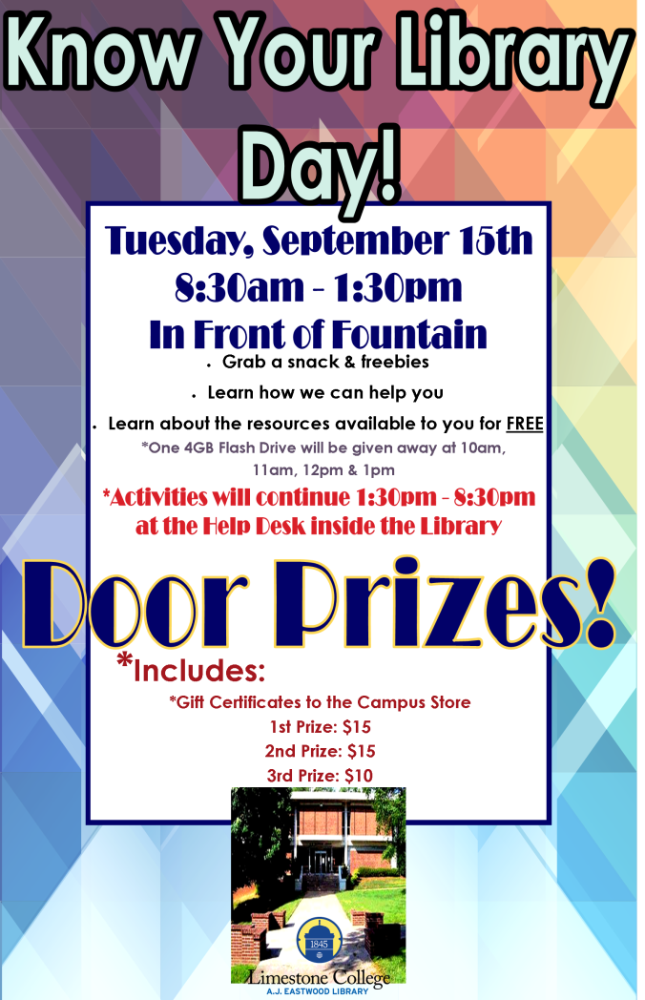 Know Your Library
Day!
Tuesday, September 15th
8:30am - 1:30pm
In Front of Fountain
• Grab a snack & freebies
• Learn how we can help you
• Learn about the resources available to you for FREE
*One 4GB Flash Drive will be given away at 10am,
11am, 12pm & 1pm
*Activities will continue 1:30pm - 8:30pm
at the Help Desk inside the Library
Door Prizes!
*Includes:
*Gift Certificates to the Campus Store
1st Prize: $15
2nd Prize: $15
3rd Prize: $10
1845
Limestone College
A.J. EASTWOOD LIBRARY